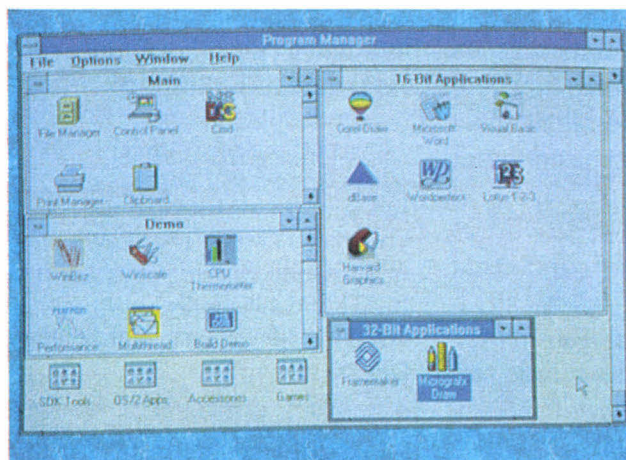 Program Manager
File Options Window Help
Main
File Manager
Control Panel
Cmd
Print Manager
Clipboard
Demo
WinBez
Winscale
CPU
Thermometer
Performance
Multithread
Build Demo
SDK Tools
OS/2 Apps
Accessories
Games
16-Bit Applications
Corel Draw
Microsoft
Word
Visual Basic
dBase
Wordperfect
Lotus 1-2-3
Harvard
Graphics
32-Bit Applications
Framemaker
Micrografx
Draw